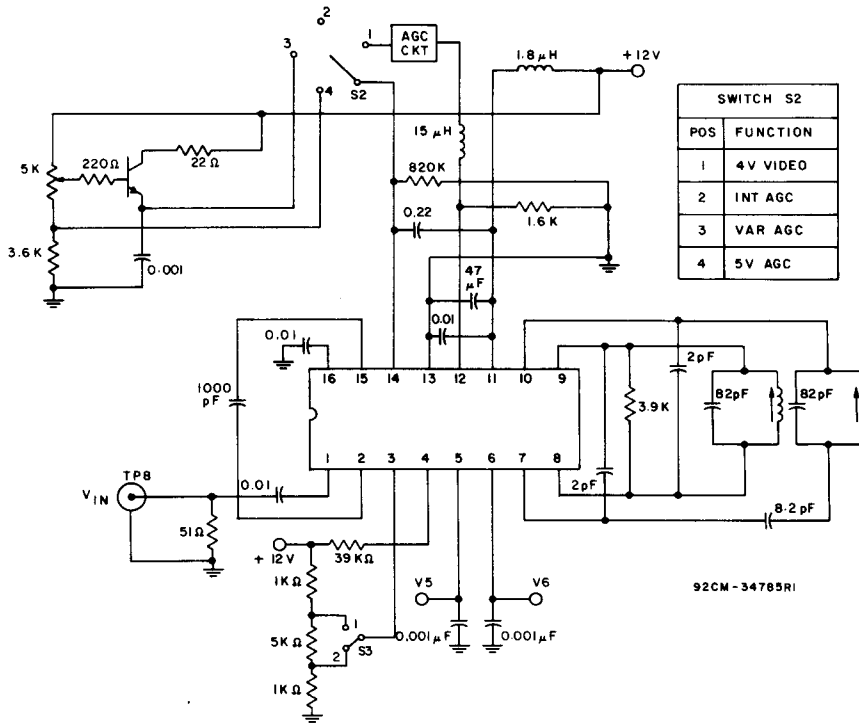 2
1
AGC
CKT
3
4
S2
1.8 μH
+12V
15 μH
5K
220Ω
22Ω
820K
0.22
1.6K
3.6K
0.001
47
μF
0.01
SWITCH S2
POS FUNCTION
1 4V VIDEO
2 INT AGC
3 VAR AGC
4 5V AGC
0.01
1000
pF
16 15 14 13 12 11 10 9
1 2 3 4 5 6 7 8
2pF
3.9K
82pF
82pF
2pF
8.2pF
TP8
VIN
0.01
51Ω
+12V
39KΩ
1KΩ
1
5KΩ
2
S3
1KΩ
V5
V6
0.001μF
0.001μF
92CM-34785RI